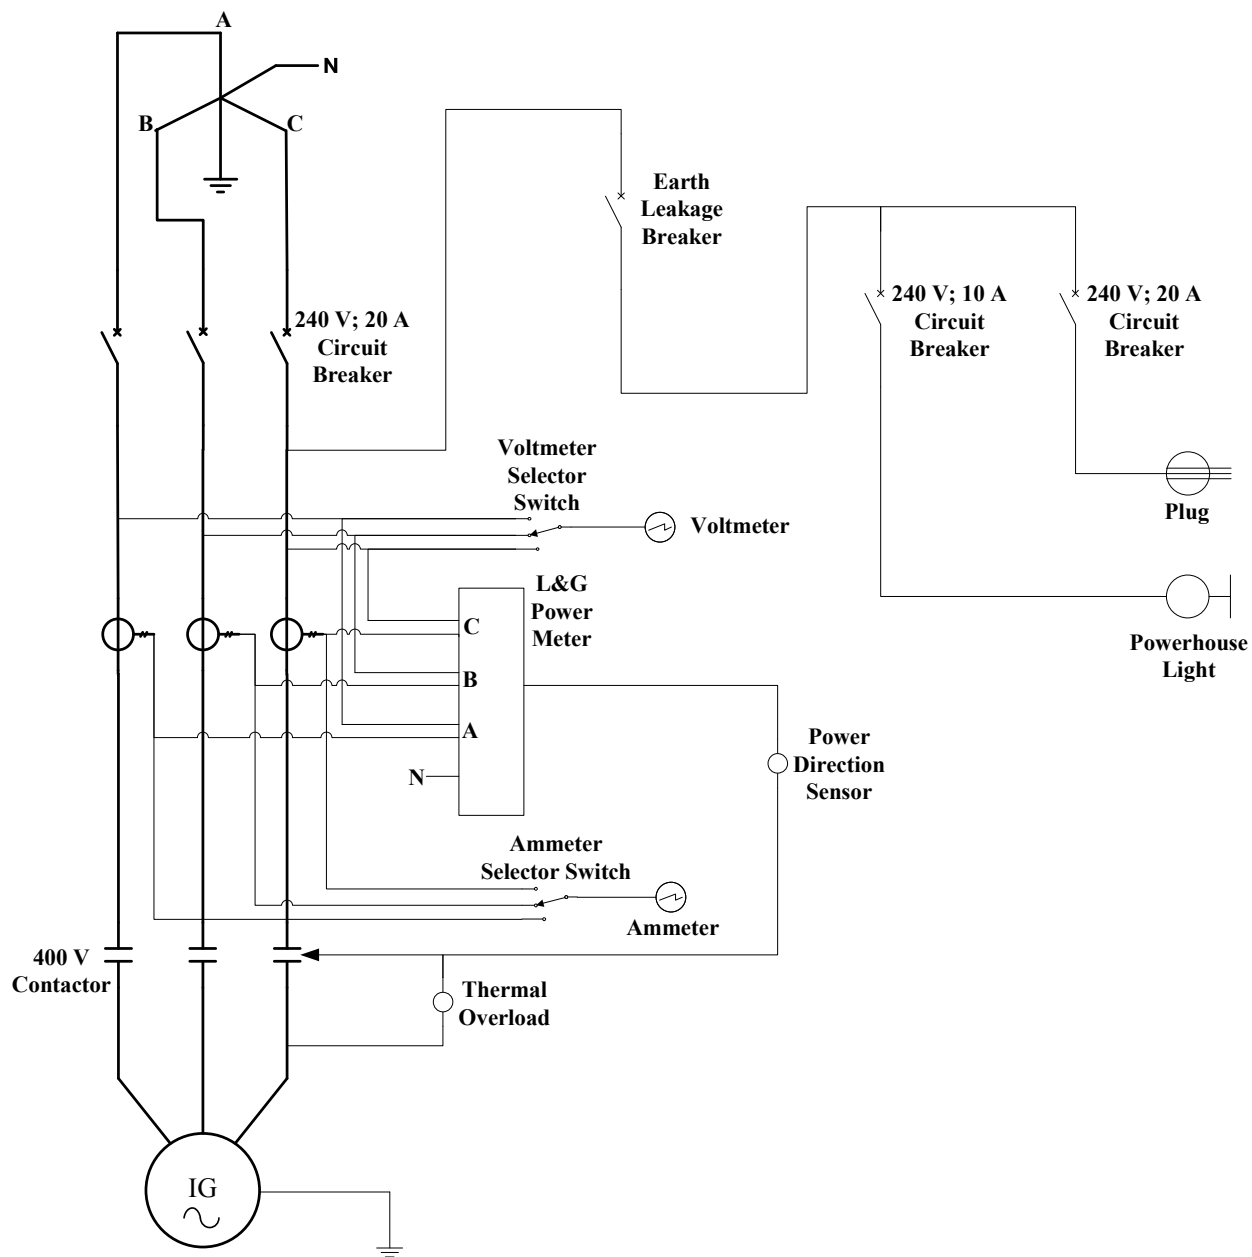 A
N
B
C
Earth
Leakage
Breaker
240 V; 20 A
Circuit
Breaker
240 V; 10 A
Circuit
Breaker
240 V; 20 A
Circuit
Breaker
Voltmeter
Selector
Switch
Voltmeter
Plug
L&G
Power
Meter
C
B
A
N
Powerhouse
Light
Power
Direction
Sensor
Ammeter
Selector Switch
Ammeter
400 V
Contactor
Thermal
Overload
IG